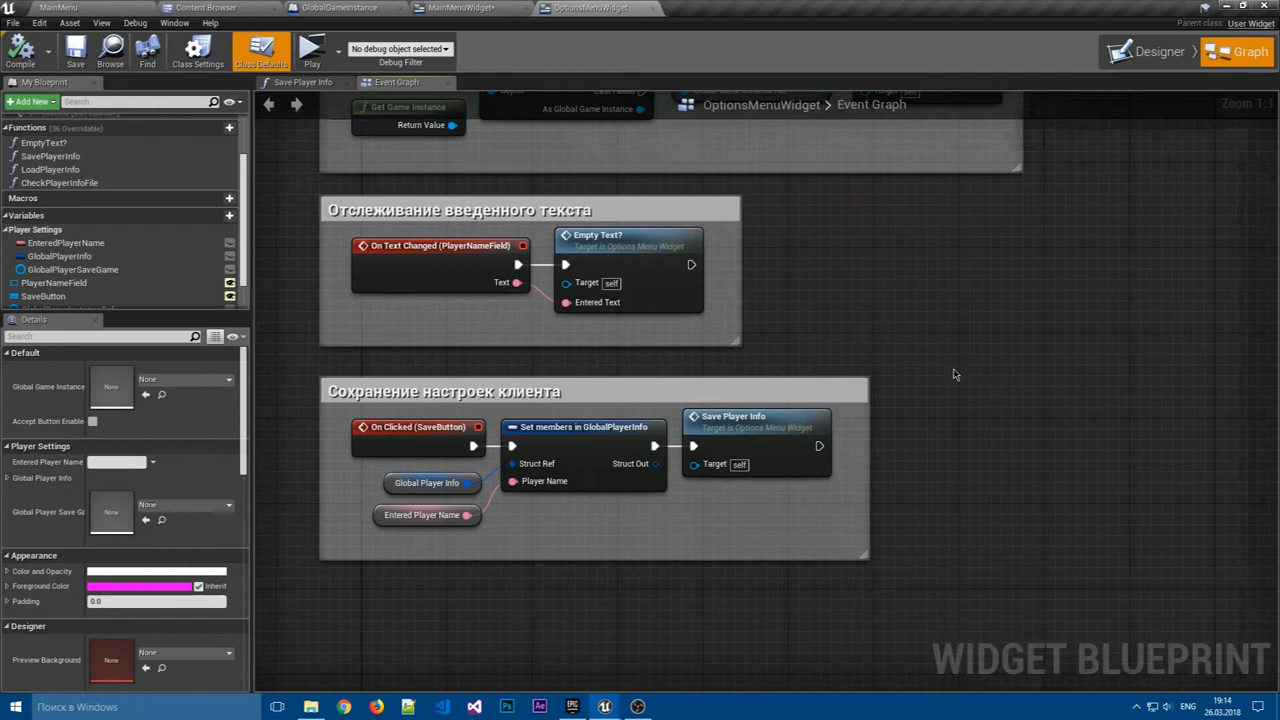 MainMenu
Content Browser
GlobalGameInstance
MainMenuWidget*
OptionsMenuWidget
File Edit Asset View Debug Window Help
Parent class: User Widget
Compile
Save
Browse
Find
Class Settings
Class Defaults
Play
No debug object selected
Debug Filter
Designer
Graph
My Blueprint
Save Player Info
Event Graph
Add New
Search
OptionsMenuWidget > Event Graph
Zoom 1:1
Functions (36 Overridable)
EmptyText?
SavePlayerInfo
LoadPlayerInfo
CheckPlayerInfoFile
Macros
Variables
Player Settings
EnteredPlayerName
GlobalPlayerInfo
GlobalPlayerSaveGame
PlayerNameField
SaveButton
Details
Search
Default
Global Game Instance
None
None
Accept Button Enable
Player Settings
Entered Player Name
Global Player Info
Global Player Save Ga
None
None
Appearance
Color and Opacity
Foreground Color
Inherit
Padding
0.0
Designer
Preview Background
None
None
Get Game Instance
Return Value
Object
As Global Game Instance
Target self
Отслеживание введенного текста
On Text Changed (PlayerNameField)
Text
Empty Text?
Target is Options Menu Widget
Target self
Entered Text
Сохранение настроек клиента
On Clicked (SaveButton)
Set members in GlobalPlayerInfo
Struct Ref
Struct Out
Player Name
Save Player Info
Target is Options Menu Widget
Target self
Global Player Info
Entered Player Name
WIDGET BLUEPRINT
Поиск в Windows
Ps
Ae
EPIC
ENG
19:14
26.03.2018